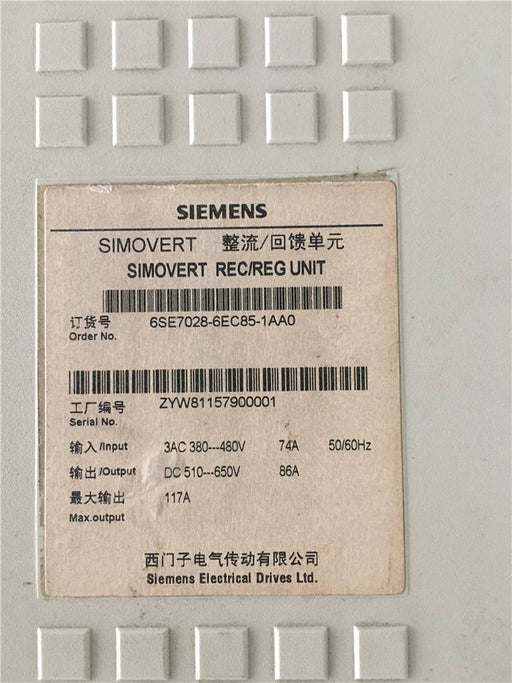 SIEMENS
SIMOVERT 整流/回馈单元
SIMOVERT REC/REG UNIT
订货号 6SE7028-6EC85-1AA0
Order No.
工厂编号 ZYW81157900001
Serial No.
输入/Input 3AC 380---480V 74A 50/60Hz
输出/Output DC 510---650V 86A
最大输出 117A
Max.output
西门子电气传动有限公司
Siemens Electrical Drives Ltd.